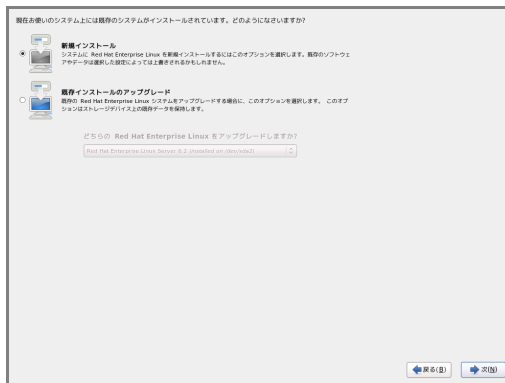 現在お使いのシステム上には既存のシステムがインストールされています。どのようになさいますか?
新規インストール
システムに Red Hat Enterprise Linux を新規インストールするにはこのオプションを選択します。既存のソフトウェ
アやデータは選択した設定によっては上書きされるかもしれません。
既存インストールのアップグレード
既存の Red Hat Enterprise Linux システムをアップグレードする場合に、このオプションを選択します。 このオプ
ションはストレージデバイス上の既存データを保持します。
どちらの Red Hat Enterprise Linux をアップグレードしますか?
Red Hat Enterprise Linux Server 6.2 (installed on /dev/sda2)
戻る(B)
次(N)